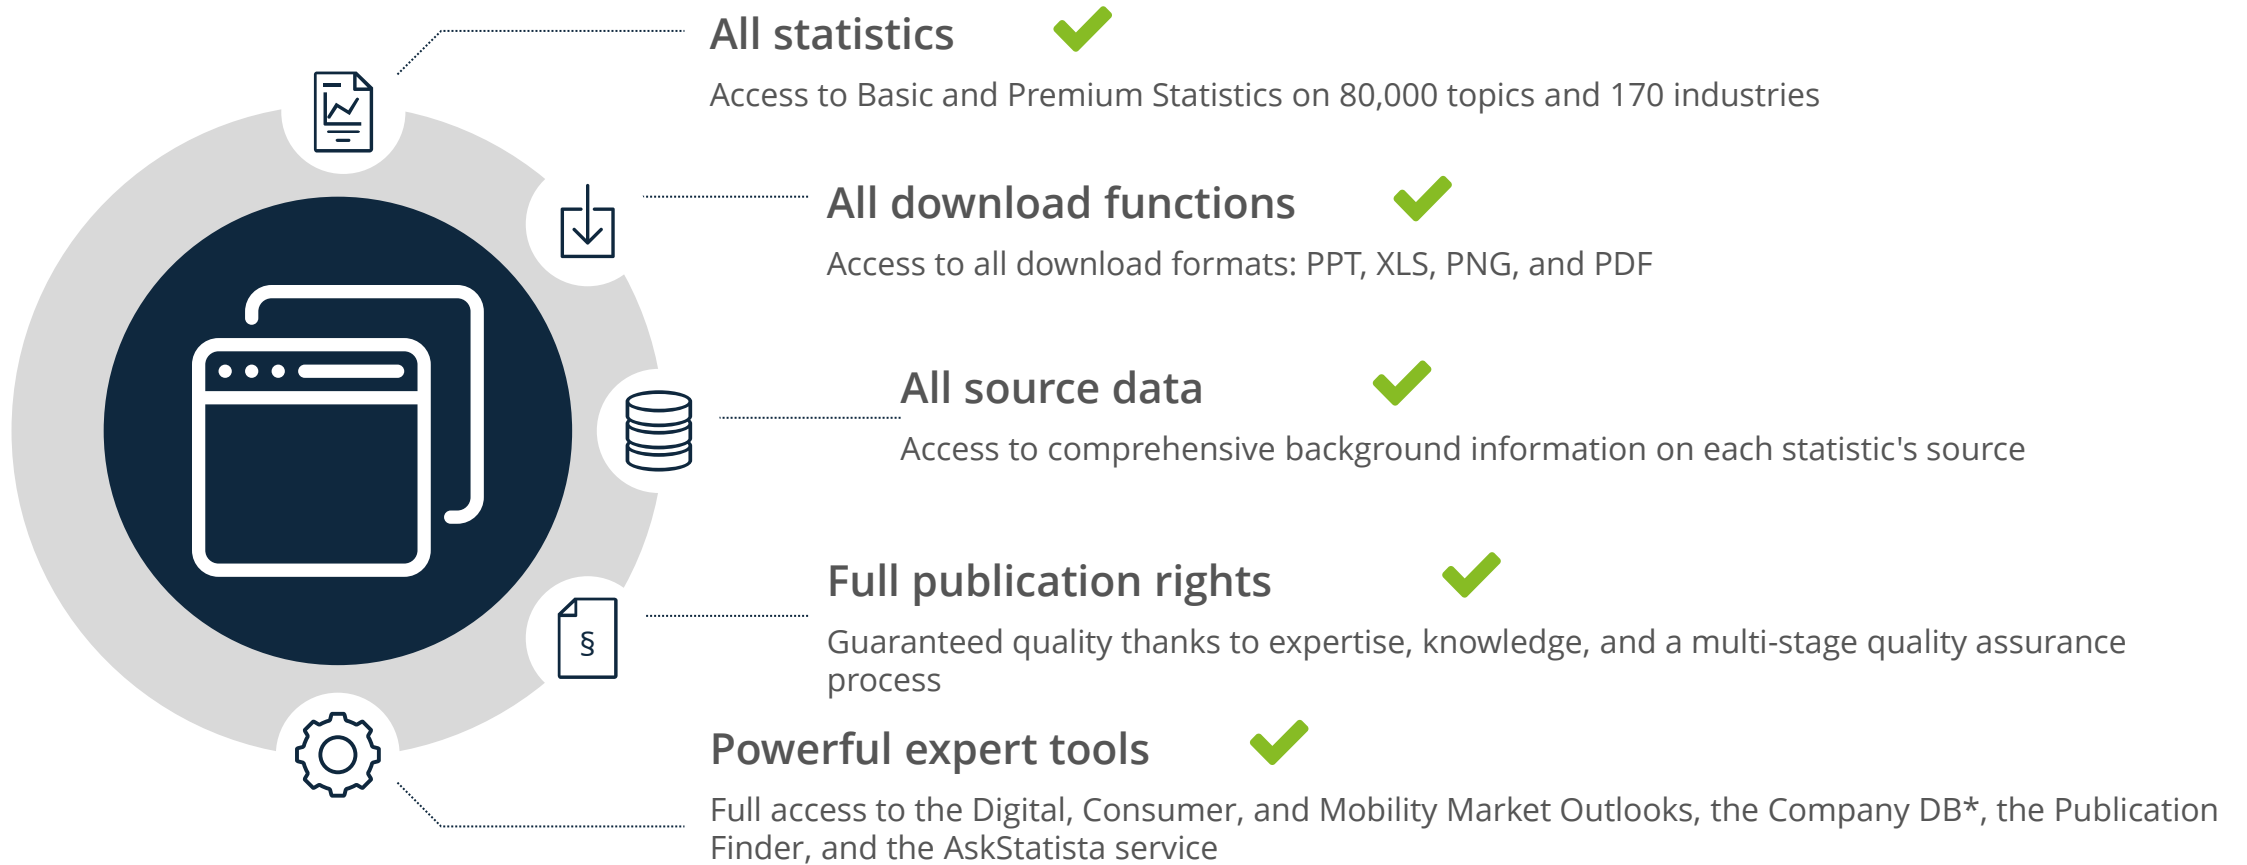 All statistics
Access to Basic and Premium Statistics on 80,000 topics and 170 industries
All download functions
Access to all download formats: PPT, XLS, PNG, and PDF
All source data
Access to comprehensive background information on each statistic's source
Full publication rights
§
Guaranteed quality thanks to expertise, knowledge, and a multi-stage quality assurance
process
Powerful expert tools
Full access to the Digital, Consumer, and Mobility Market Outlooks, the Company DB*, the Publication
Finder, and the AskStatista service